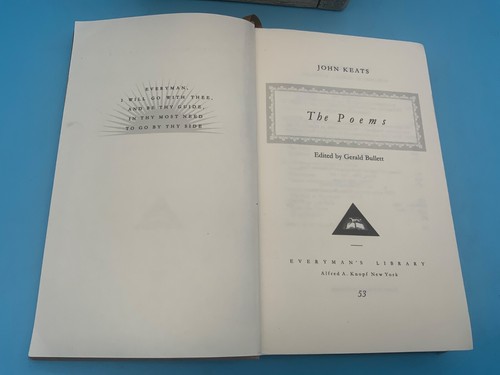 EVERYMAN,
I WILL GO WITH THEE,
AND BE THY GUIDE,
IN THY MOST NEED
TO GO BY THY SIDE
JOHN KEATS
The Poems
Edited by Gerald Bullett
EVERYMAN'S LIBRARY
Alfred A. Knopf New York
53